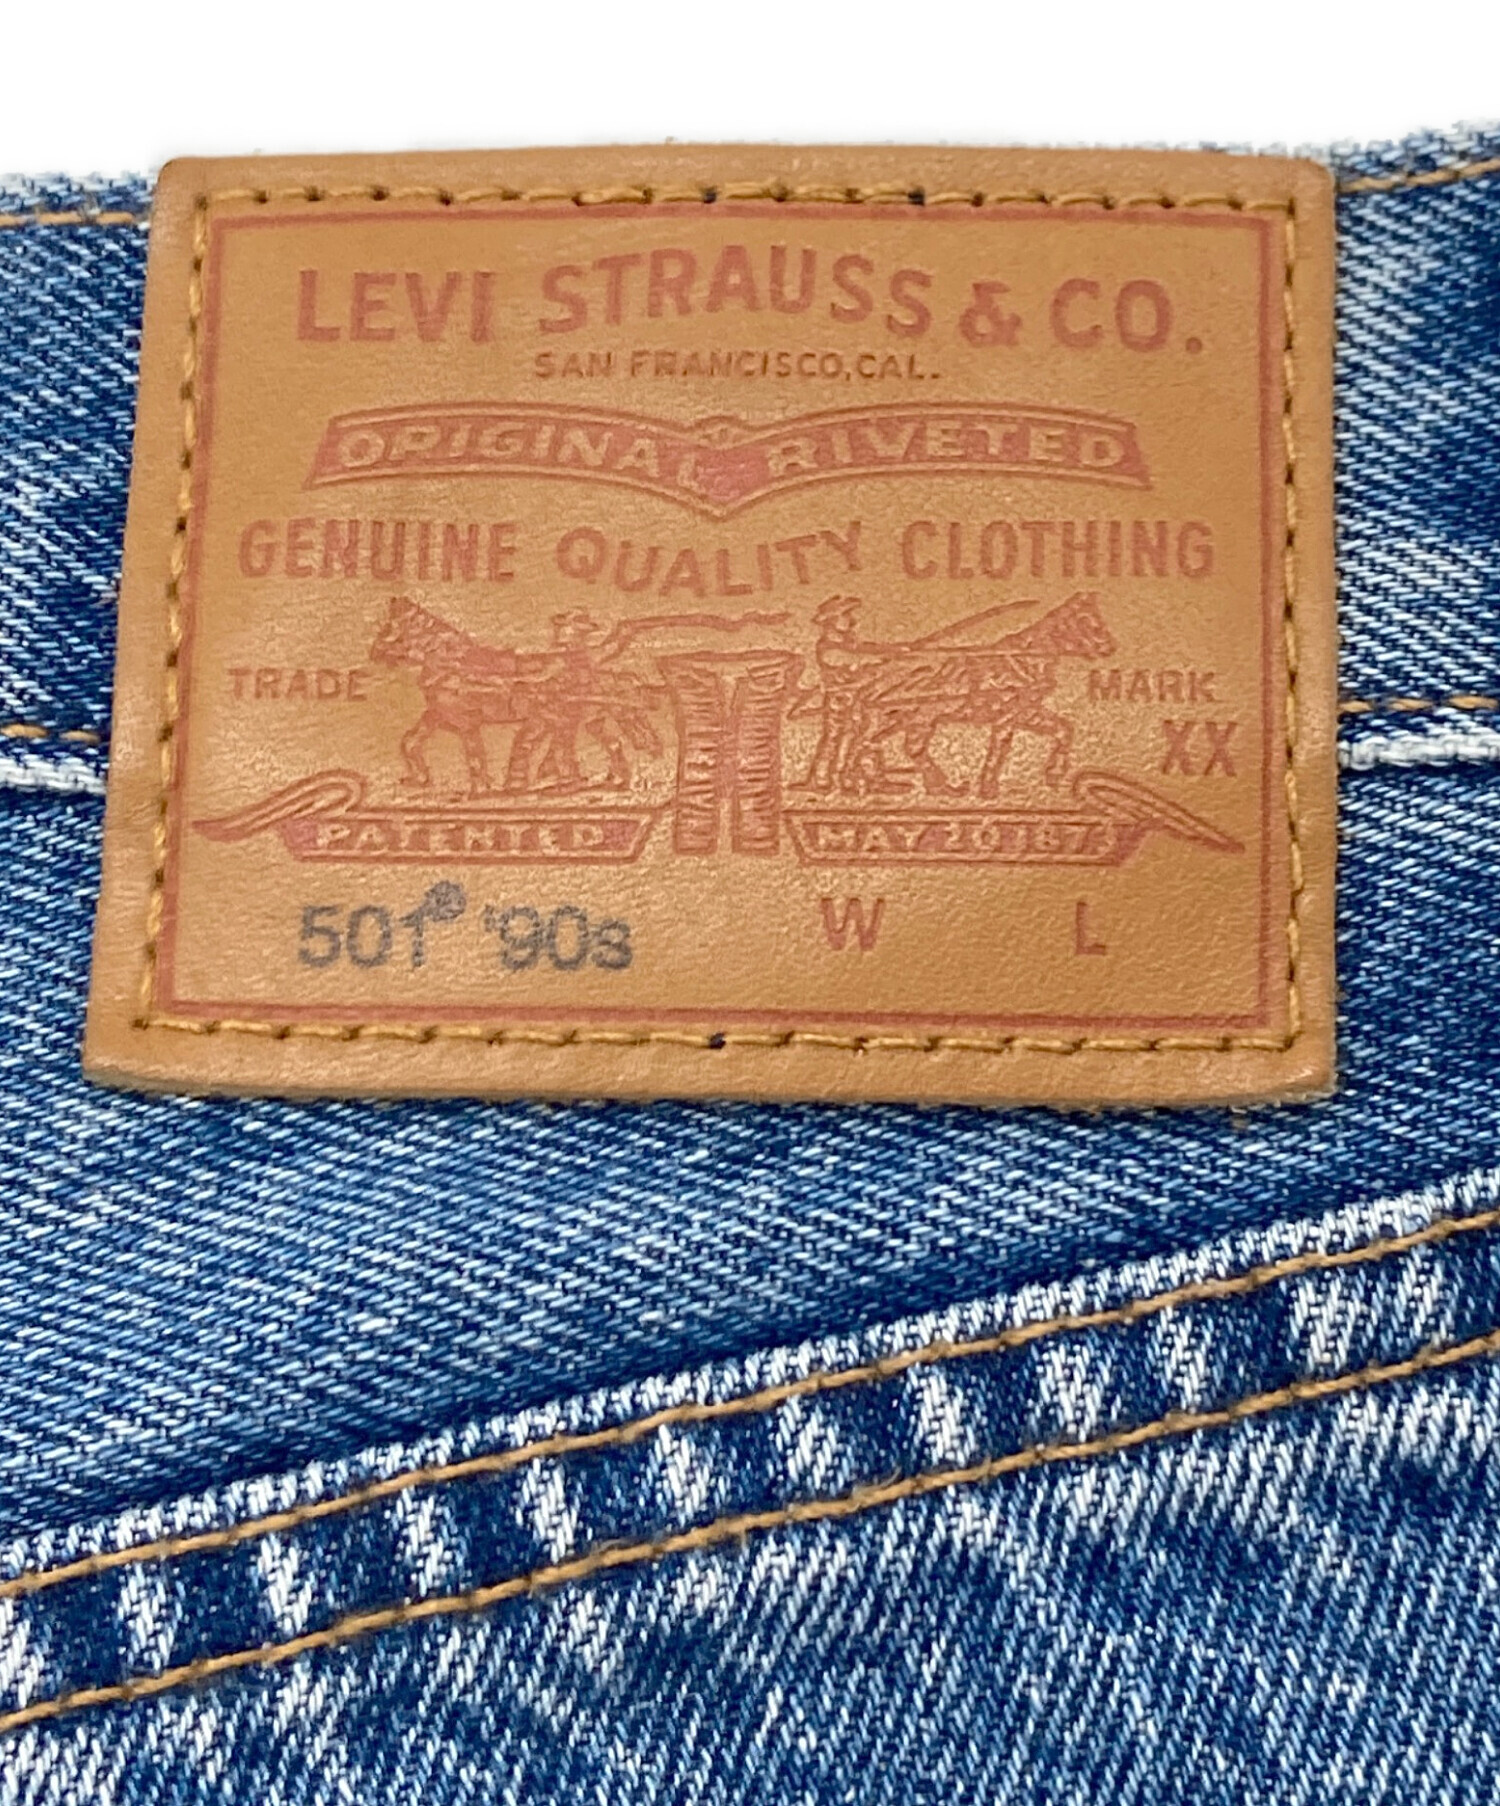 LEVI STRAUSS & CO.
SAN FRANCISCO, CAL.
ORIGINAL RIVETED
GENUINE QUALITY CLOTHING
TRADE MARK
XX
PATENTED MAY 20 1873
501® '90s W L